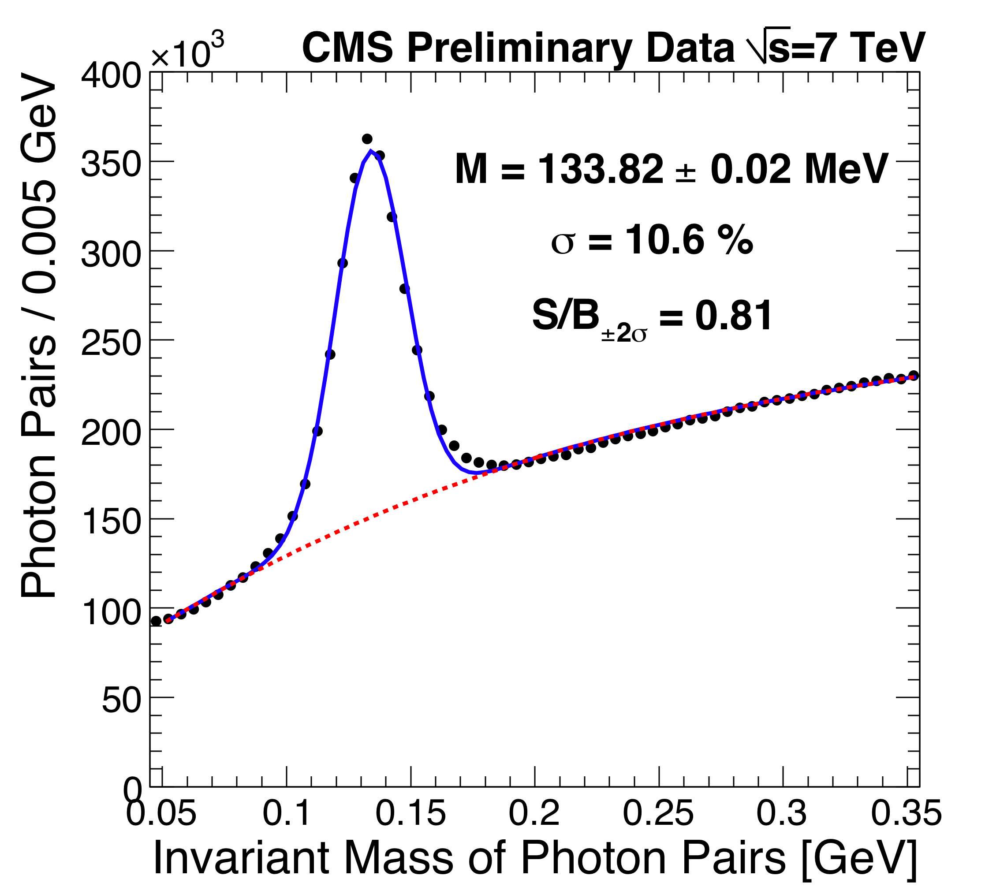 ×10³ CMS Preliminary Data √s=7 TeV
M = 133.82 ± 0.02 MeV
σ = 10.6 %
S/B±2σ = 0.81
Photon Pairs / 0.005 GeV
400
350
300
250
200
150
100
50
0
0.05 0.1 0.15 0.2 0.25 0.3 0.35
Invariant Mass of Photon Pairs [GeV]